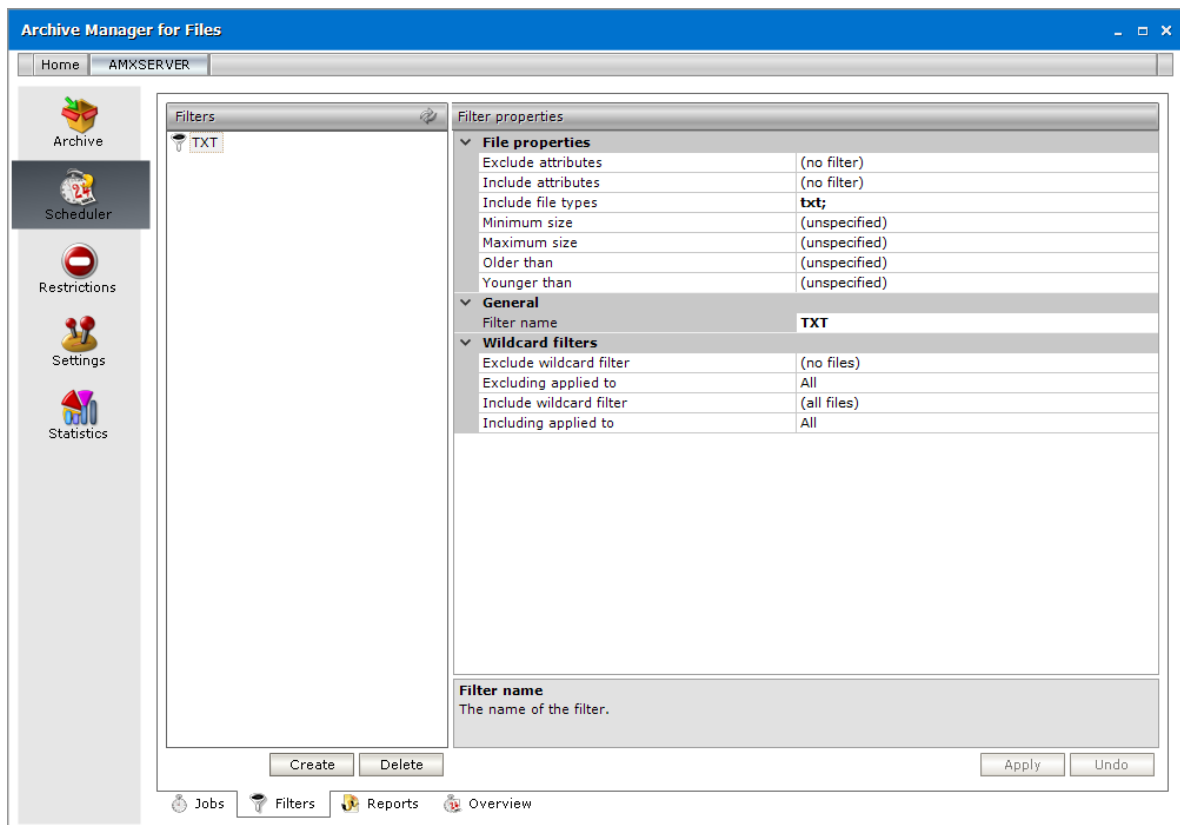 Archive Manager for Files
Home AMXSERVER
Archive
Scheduler
Restrictions
Settings
Statistics
Filters
TXT
Filter properties
File properties
Exclude attributes (no filter)
Include attributes (no filter)
Include file types txt;
Minimum size (unspecified)
Maximum size (unspecified)
Older than (unspecified)
Younger than (unspecified)
General
Filter name TXT
Wildcard filters
Exclude wildcard filter (no files)
Excluding applied to All
Include wildcard filter (all files)
Including applied to All
Filter name
The name of the filter.
Create Delete Apply Undo
Jobs Filters Reports Overview